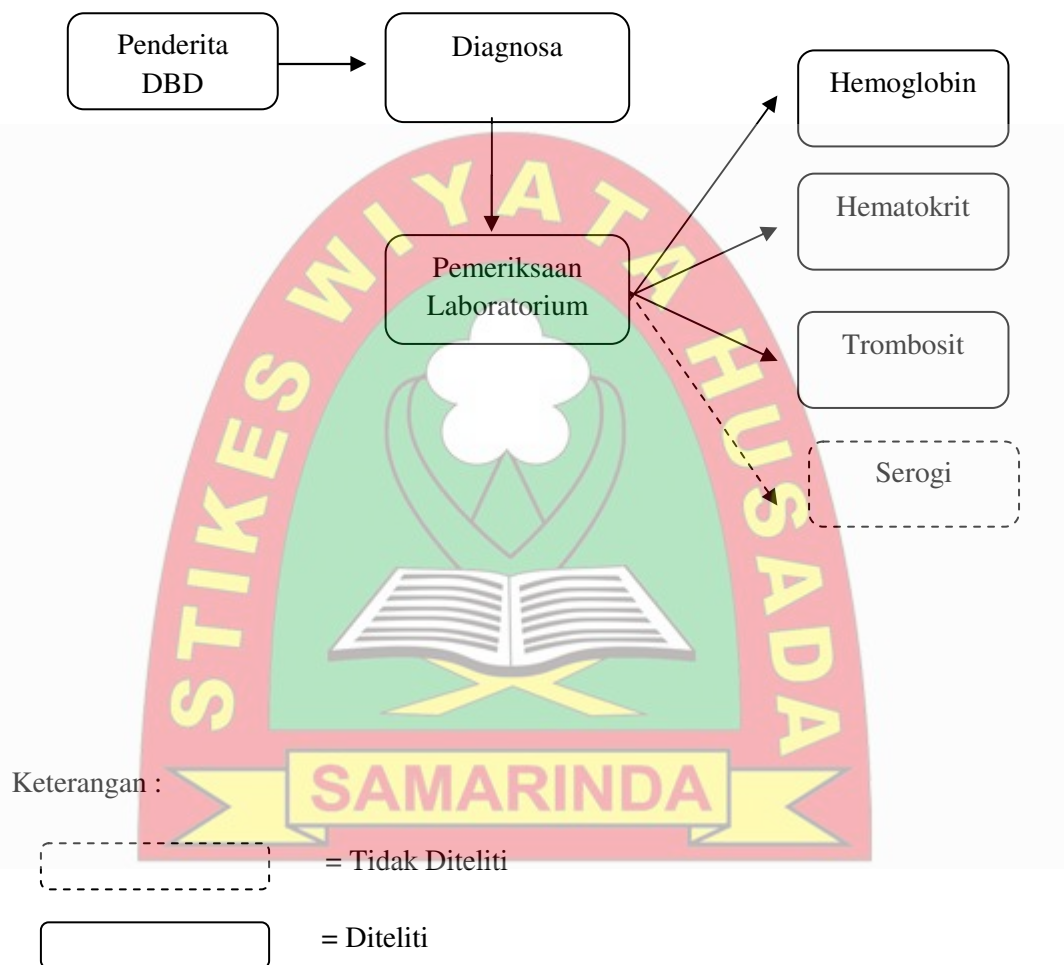 Penderita
DBD
Diagnosa
Hemoglobin
Hematokrit
Pemeriksaan
Laboratorium
Trombosit
Serogi
STIKES WIYATA HUSADA
SAMARINDA
Keterangan :
= Tidak Diteliti
= Diteliti